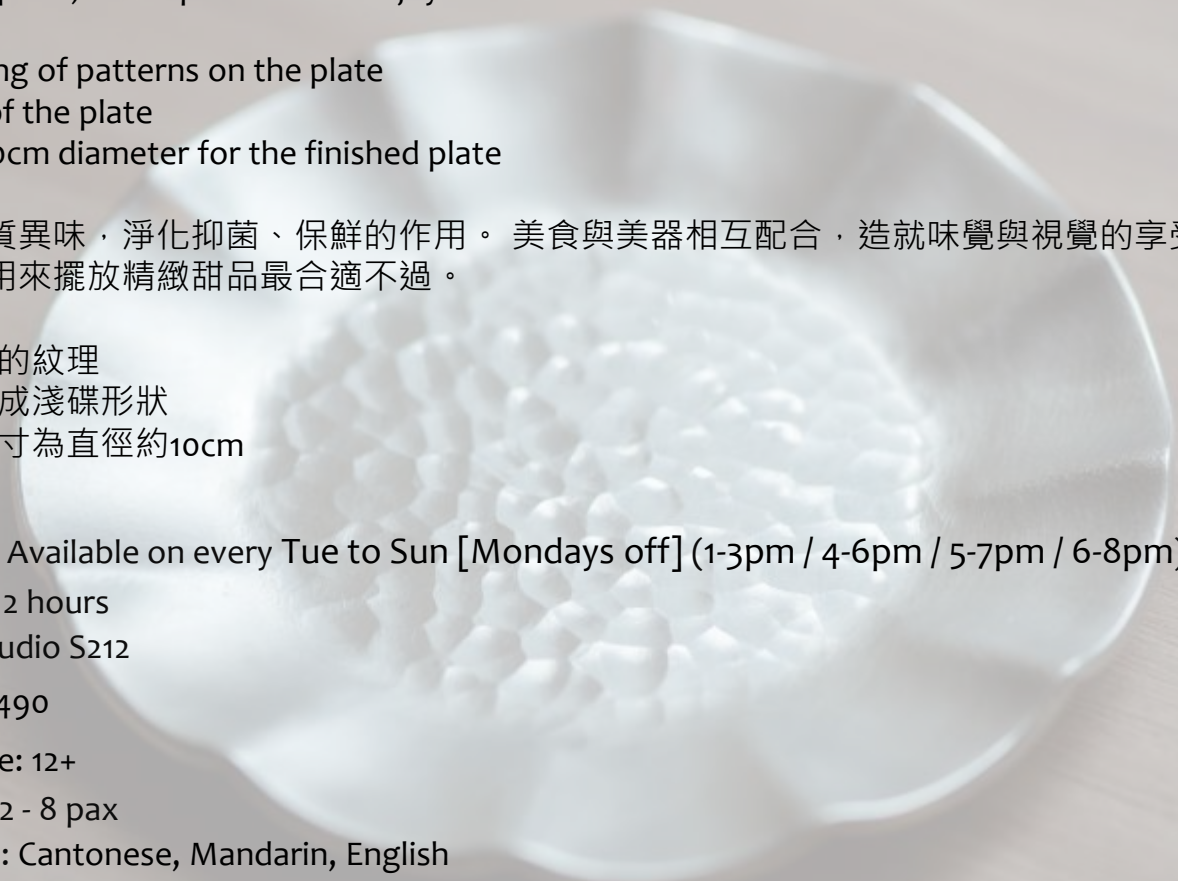 ng of patterns on the plate
of the plate
0cm diameter for the finished plate
質異味，淨化抑菌、保鮮的作用。 美食與美器相互配合，造就味覺與視覺的享受
用來擺放精緻甜品最合適不過。
的紋理
成淺碟形狀
寸為直徑約10cm
Available on every Tue to Sun [Mondays off] (1-3pm / 4-6pm / 5-7pm / 6-8pm)
2 hours
udio S212
490
e: 12+
2 - 8 pax
: Cantonese, Mandarin, English